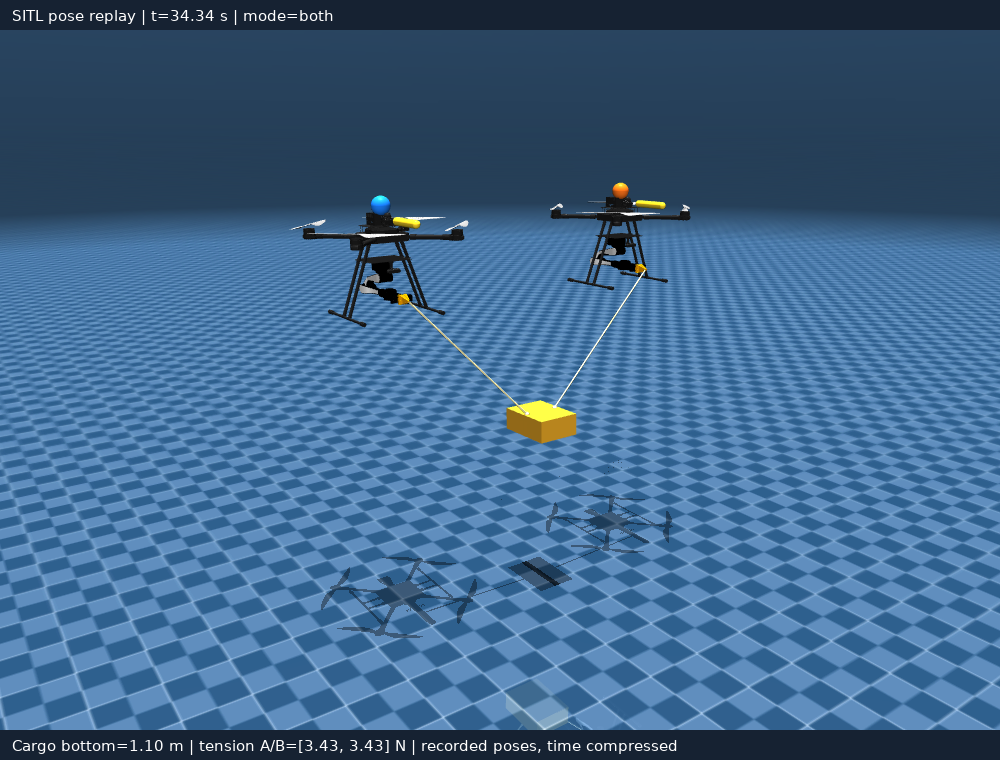 SITL pose replay | t=34.34 s | mode=both
Cargo bottom=1.10 m | tension A/B=[3.43, 3.43] N | recorded poses, time compressed